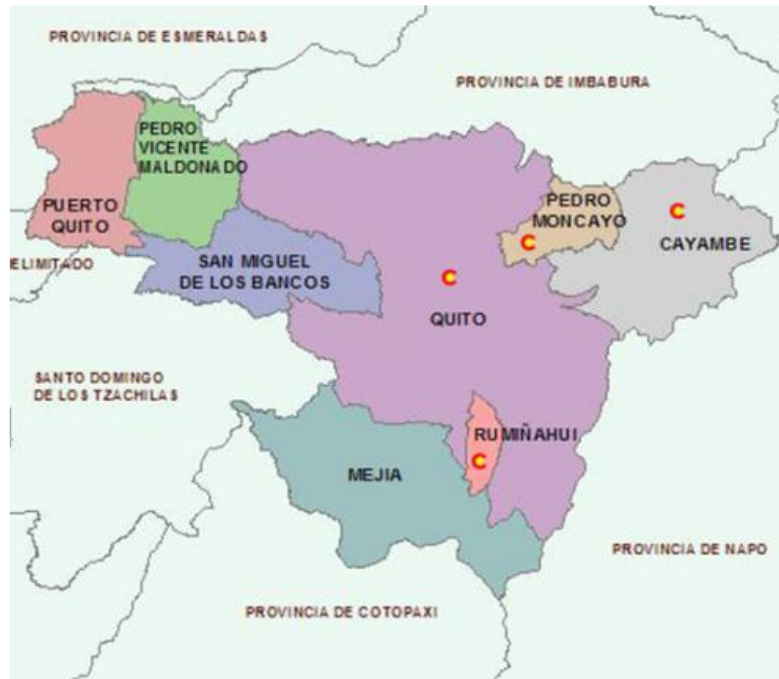 PROVINCIA DE ESMERALDAS
PROVINCIA DE IMBABURA
PEDRO
VICENTE
MALDONADO
PUERTO
QUITO
PEDRO
MONCAYO
C
C
CAYAMBE
ELIMITADO
SAN MIGUEL
DE LOS BANCOS
C
QUITO
SANTO DOMINGO
DE LOS TZACHILAS
RUMIÑAHUI
C
MEJIA
PROVINCIA DE NAPO
PROVINCIA DE COTOPAXI